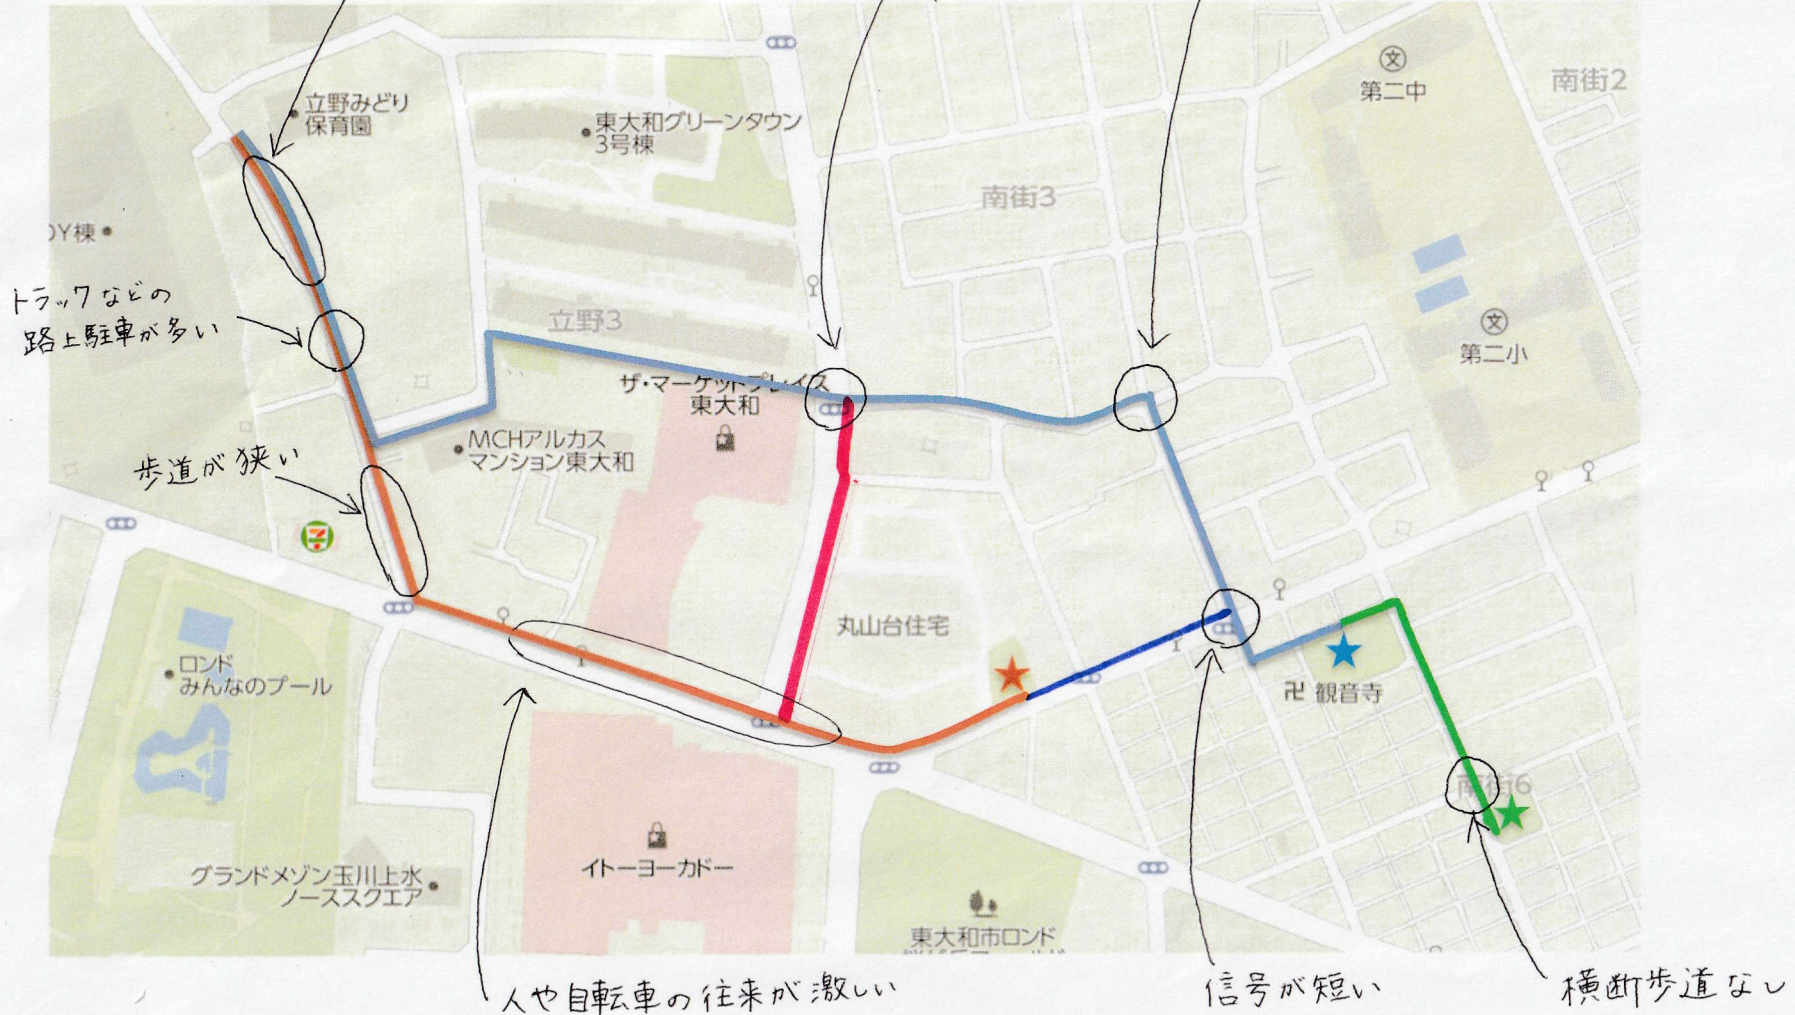 立野みどり
保育園
東大和グリーンタウン
3号棟
文
第二中
南街2
南街3
DY棟
トラックなどの
路上駐車が多い
立野3
文
第二小
ザ・マーケットプレイス
東大和
MCHアルカス
マンション東大和
歩道が狭い
丸山台住宅
ロンド
みんなのプール
卍 観音寺
南街6
イトーヨーカドー
グランドメゾン玉川上水
ノーススクエア
東大和市ロンド
人や自転車の往来が激しい
信号が短い
横断歩道なし